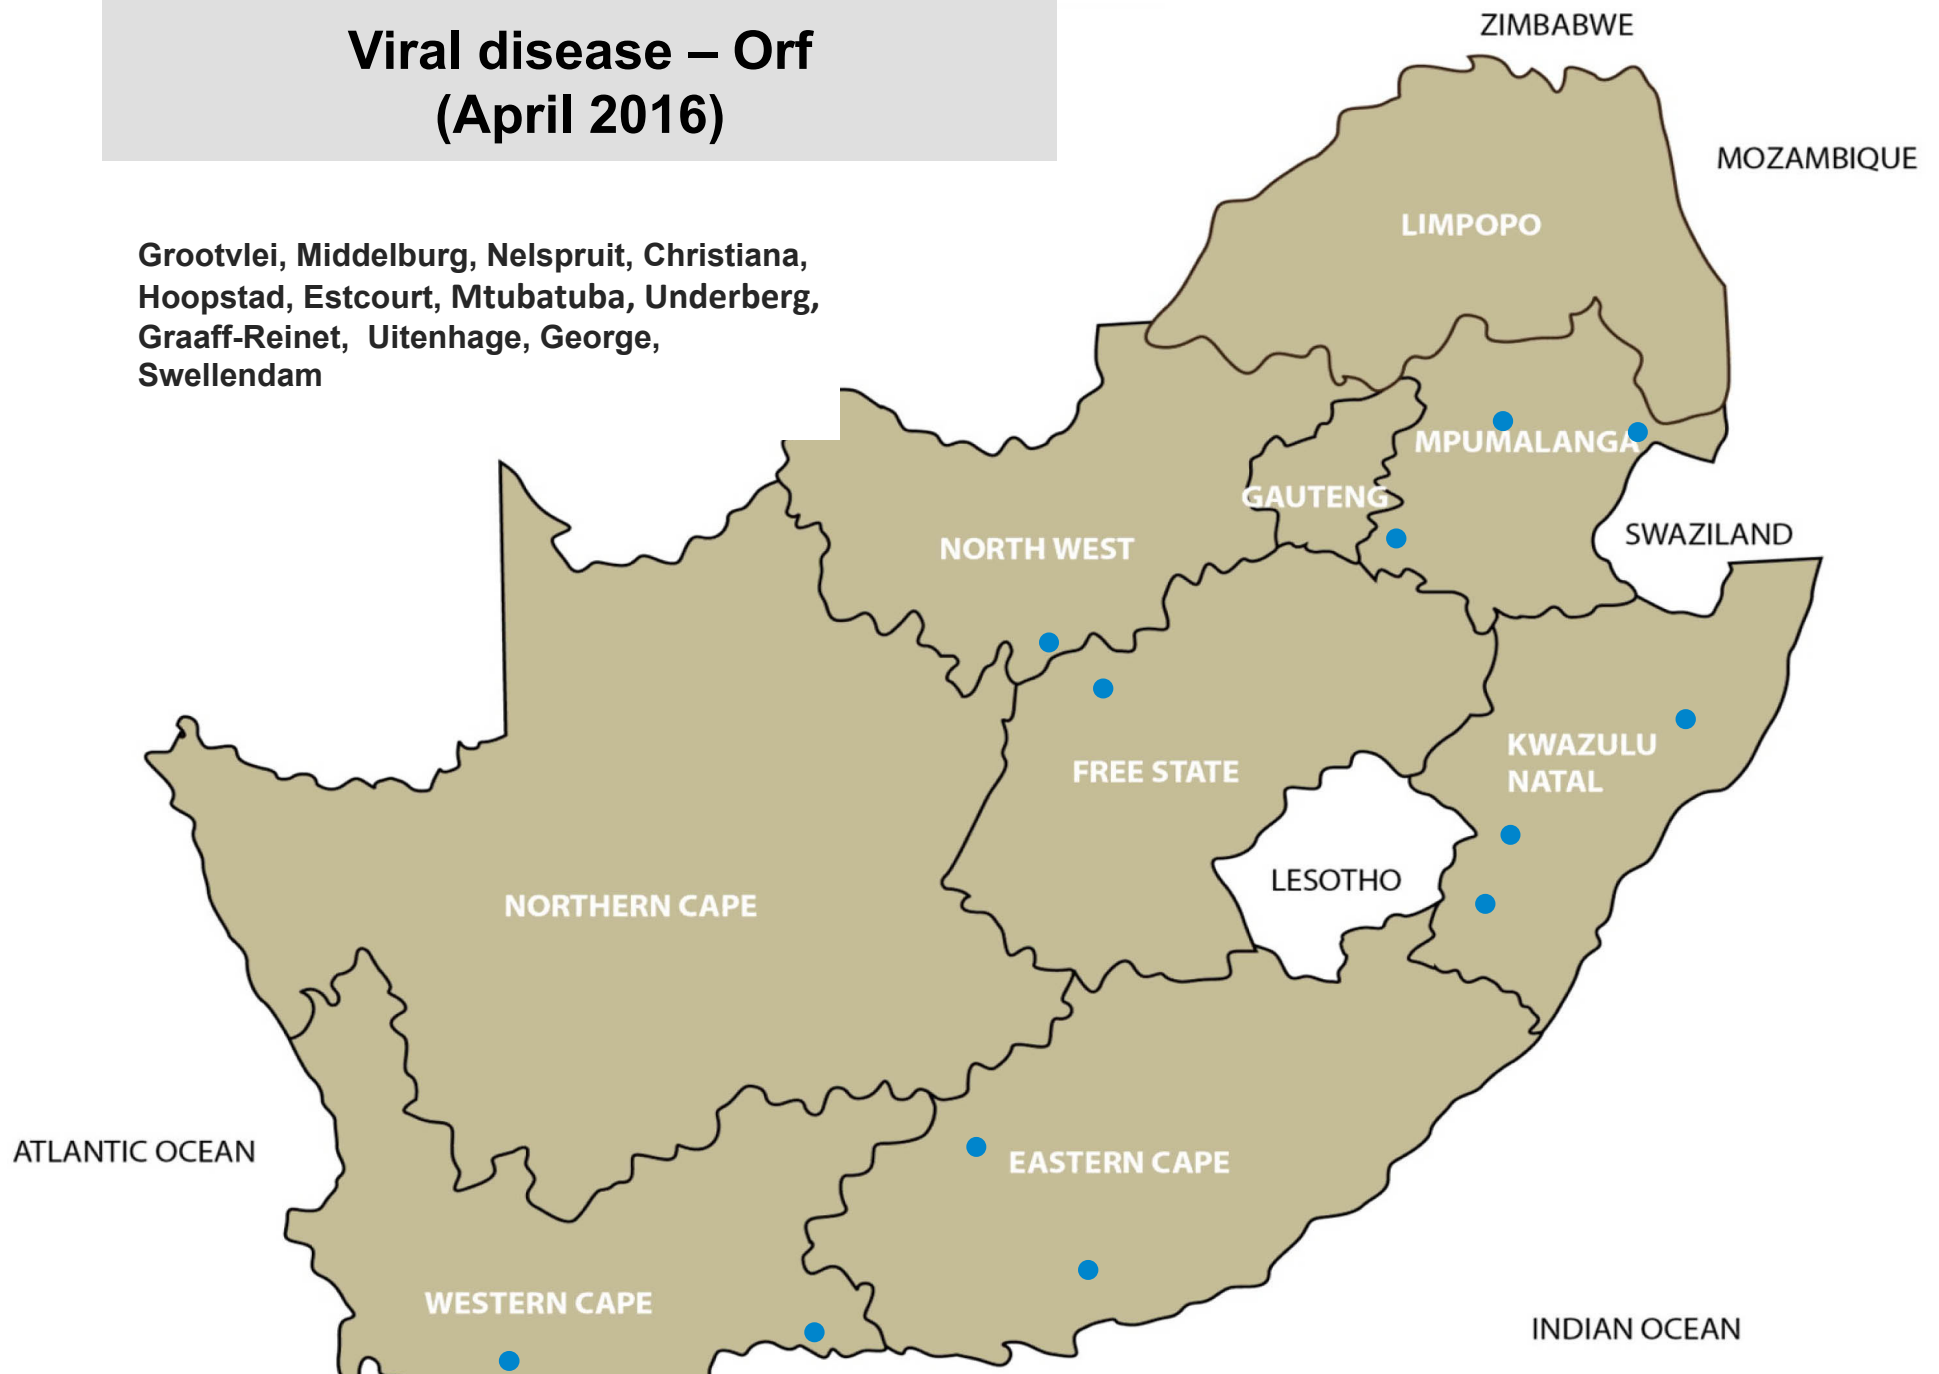 Viral disease – Orf
(April 2016)
Grootvlei, Middelburg, Nelspruit, Christiana,
Hoopstad, Estcourt, Mtubatuba, Underberg,
Graaff-Reinet, Uitenhage, George,
Swellendam
ZIMBABWE
MOZAMBIQUE
LIMPOPO
MPUMALANGA
GAUTENG
SWAZILAND
NORTH WEST
KWAZULU
NATAL
FREE STATE
LESOTHO
NORTHERN CAPE
ATLANTIC OCEAN
EASTERN CAPE
WESTERN CAPE
INDIAN OCEAN